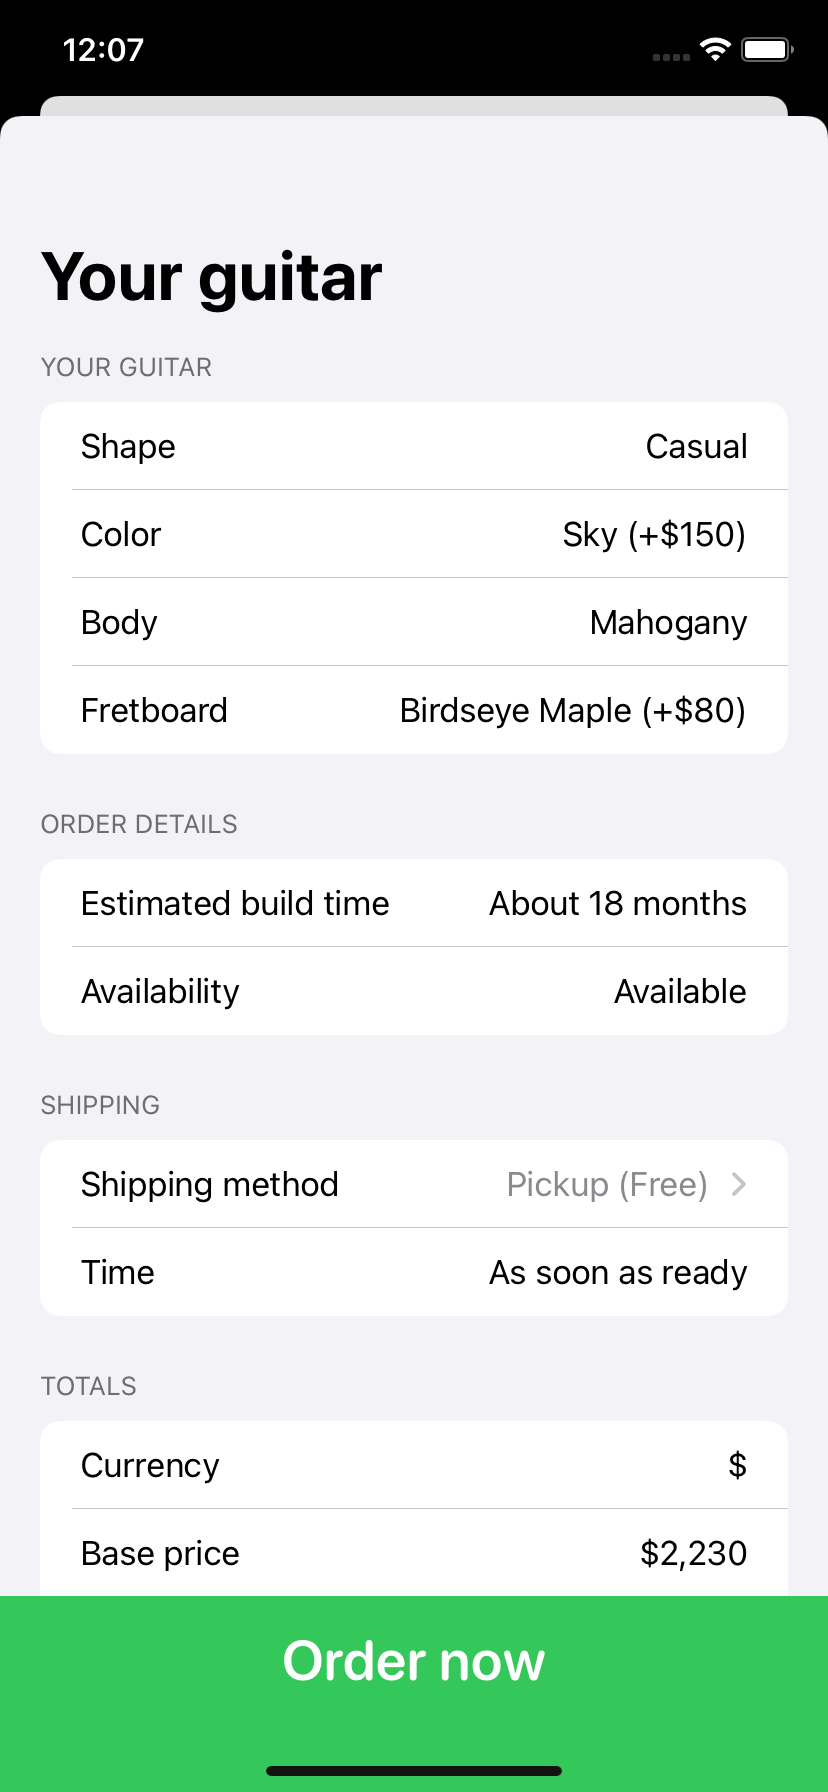 12:07
Your guitar
YOUR GUITAR
Shape Casual
Color Sky (+$150)
Body Mahogany
Fretboard Birdseye Maple (+$80)
ORDER DETAILS
Estimated build time About 18 months
Availability Available
SHIPPING
Shipping method Pickup (Free)
Time As soon as ready
TOTALS
Currency $
Base price $2,230
Order now